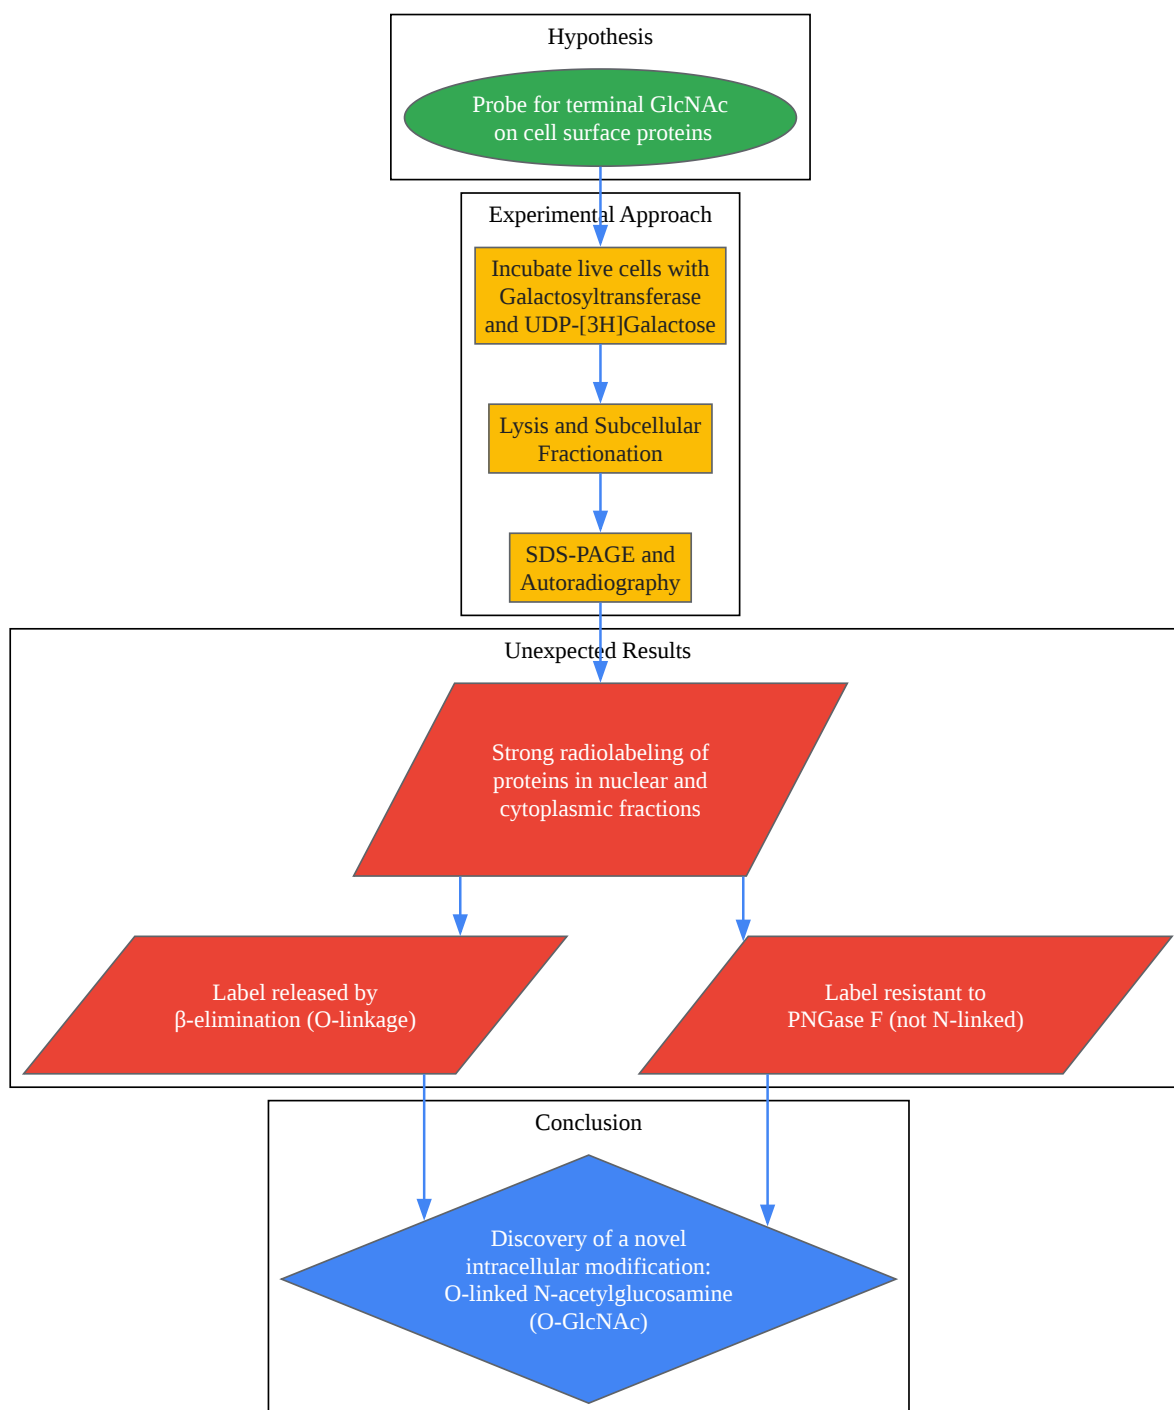 Hypothesis
Probe for terminal GlcNAc
on cell surface proteins
Experimental Approach
Incubate live cells with
Galactosyltransferase
and UDP-[3H]Galactose
Lysis and Subcellular
Fractionation
SDS-PAGE and
Autoradiography
Unexpected Results
Strong radiolabeling of
proteins in nuclear and
cytoplasmic fractions
Label released by
β-elimination (O-linkage)
Label resistant to
PNGase F (not N-linked)
Conclusion
Discovery of a novel
intracellular modification:
O-linked N-acetylglucosamine
(O-GlcNAc)